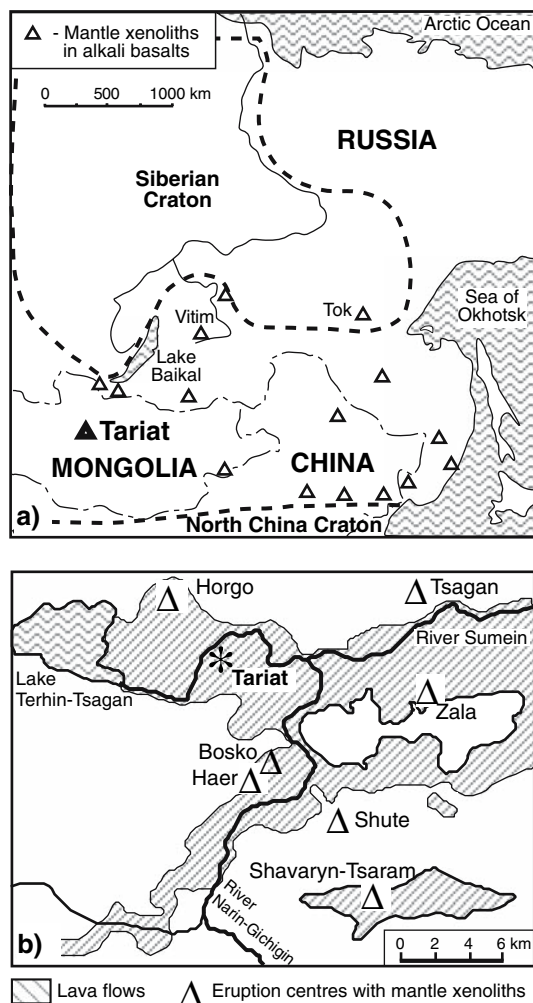 - Mantle xenoliths
in alkali basalts
Arctic Ocean
0 500 1000 km
RUSSIA
Siberian
Craton
Sea of
Okhotsk
Vitim
Tok
Lake
Baikal
Tariat
MONGOLIA
CHINA
North China Craton
a)
Horgo
Tsagan
River Sumein
Lake
Terhin-Tsagan
Tariat
Zala
Bosko
Haer
Shute
Shavaryn-Tsaram
River
Narin-Gichigin
b)
0 2 4 6 km
Lava flows
Eruption centres with mantle xenoliths